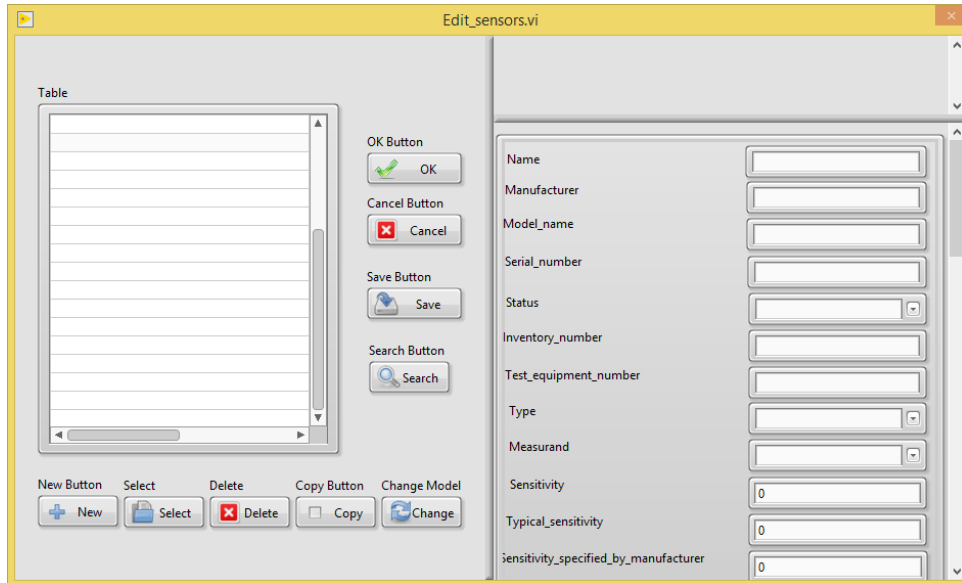 Edit_sensors.vi
Table
OK Button
OK
Cancel Button
Cancel
Save Button
Save
Search Button
Search
New Button Select Delete Copy Button Change Model
New Select Delete Copy Change
Name
Manufacturer
Model_name
Serial_number
Status
Inventory_number
Test_equipment_number
Type
Measurand
Sensitivity 0
Typical_sensitivity 0
Sensitivity_specified_by_manufacturer 0